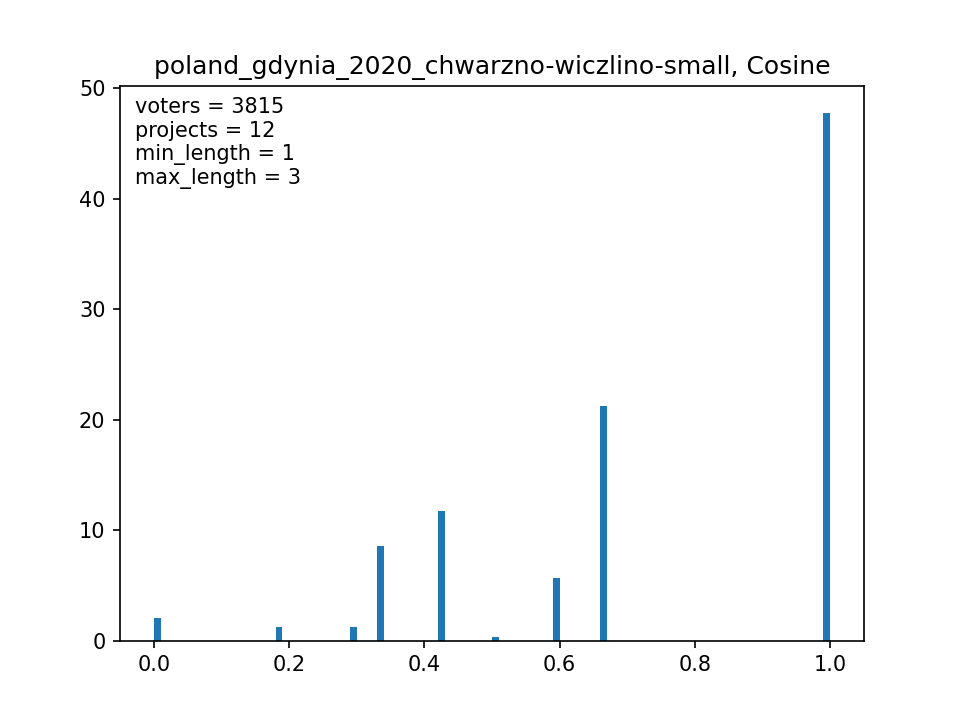 poland_gdynia_2020_chwarzno-wiczlino-small, Cosine
50
voters = 3815
projects = 12
min_length = 1
max_length = 3
40
30
20
10
0
0.0 0.2 0.4 0.6 0.8 1.0